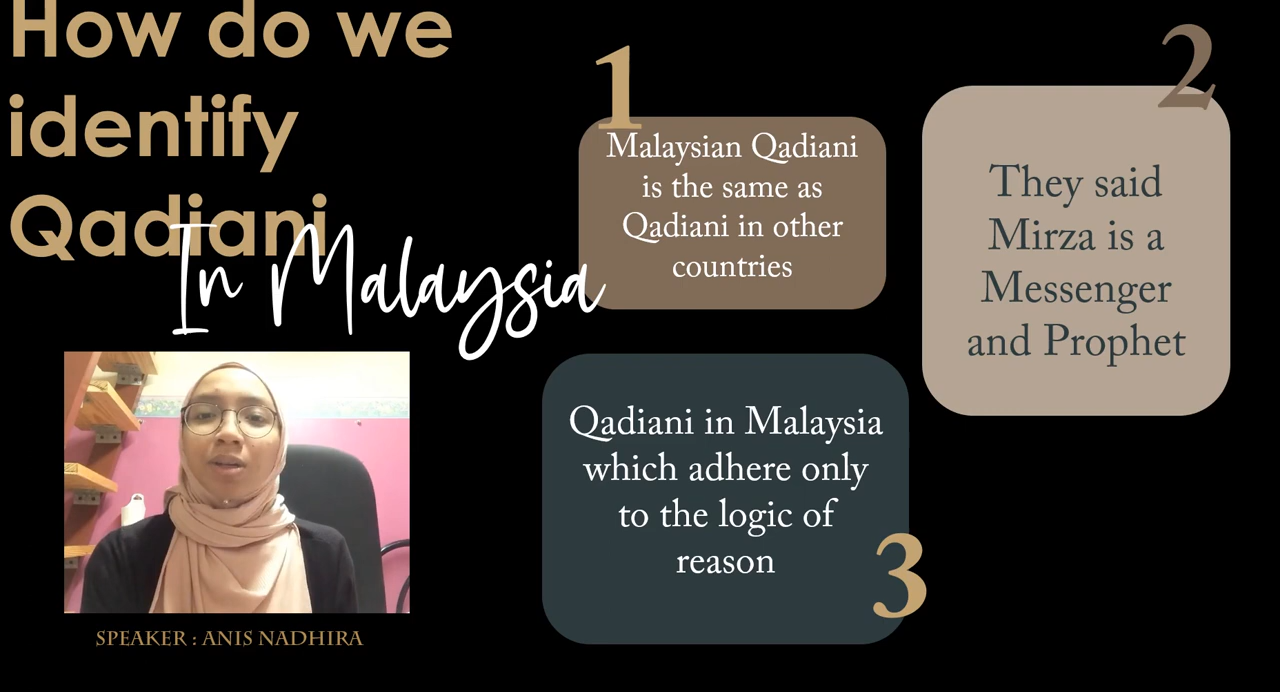 How do we
identify
Qadiani
In Malaysia
1
Malaysian Qadiani
is the same as
Qadiani in other
countries
2
They said
Mirza is a
Messenger
and Prophet
Qadiani in Malaysia
which adhere only
to the logic of
reason
3
SPEAKER : ANIS NADHIRA